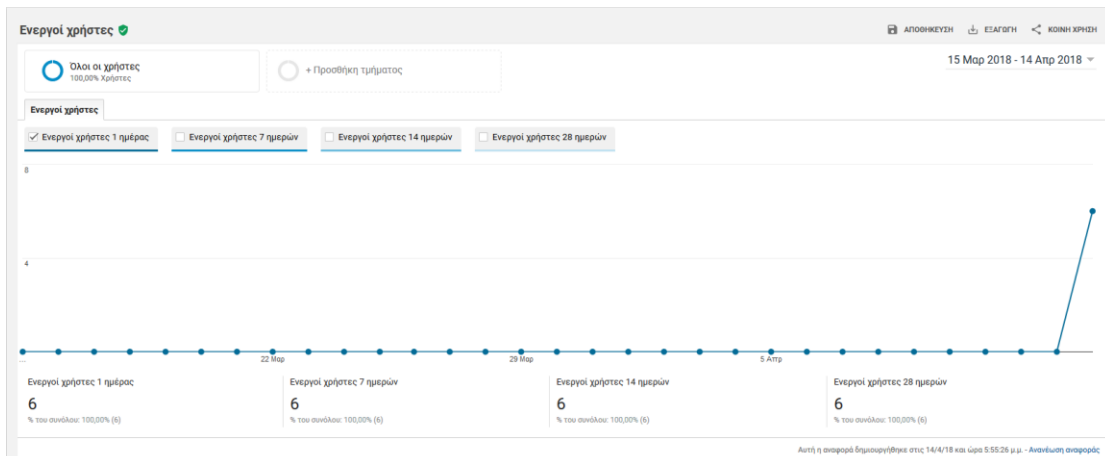 Ενεργοί χρήστες
ΑΠΟΘΗΚΕΥΣΗ ΕΞΑΓΩΓΗ ΚΟΙΝΗ ΧΡΗΣΗ
Όλοι οι χρήστες
100,00% Χρήστες
+ Προσθήκη τμήματος
15 Μαρ 2018 - 14 Απρ 2018
Ενεργοί χρήστες
Ενεργοί χρήστες 1 ημέρας Ενεργοί χρήστες 7 ημερών Ενεργοί χρήστες 14 ημερών Ενεργοί χρήστες 28 ημερών
8
4
... 22 Μαρ 29 Μαρ 5 Απρ
Ενεργοί χρήστες 1 ημέρας Ενεργοί χρήστες 7 ημερών Ενεργοί χρήστες 14 ημερών Ενεργοί χρήστες 28 ημερών
6 6 6 6
% του συνόλου: 100,00% (6) % του συνόλου: 100,00% (6) % του συνόλου: 100,00% (6) % του συνόλου: 100,00% (6)
Αυτή η αναφορά δημιουργήθηκε στις 14/4/18 και ώρα 5:55:26 μ.μ. - Ανανέωση αναφοράς